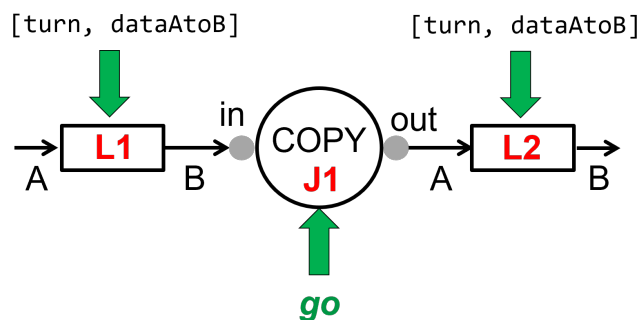 [turn, dataAtoB]
[turn, dataAtoB]
in
out
COPY
L1
J1
L2
A
B
A
B
go